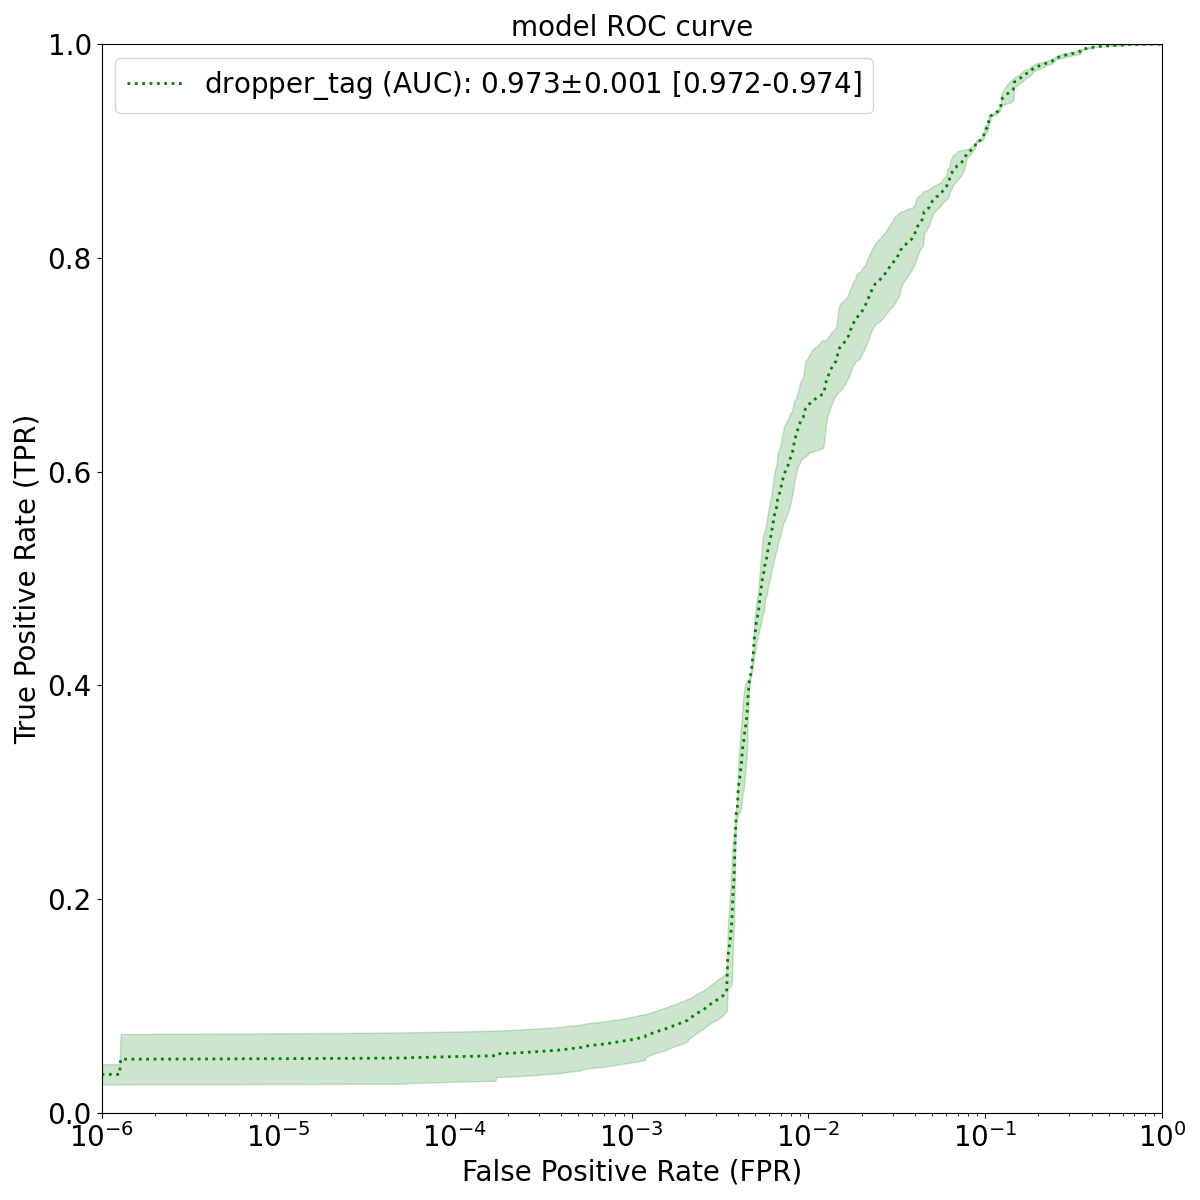 model ROC curve
dropper_tag (AUC): 0.973±0.001 [0.972-0.974]
True Positive Rate (TPR)
1.0
0.8
0.6
0.4
0.2
0.0
10⁻⁶ 10⁻⁵ 10⁻⁴ 10⁻³ 10⁻² 10⁻¹ 10⁰
False Positive Rate (FPR)